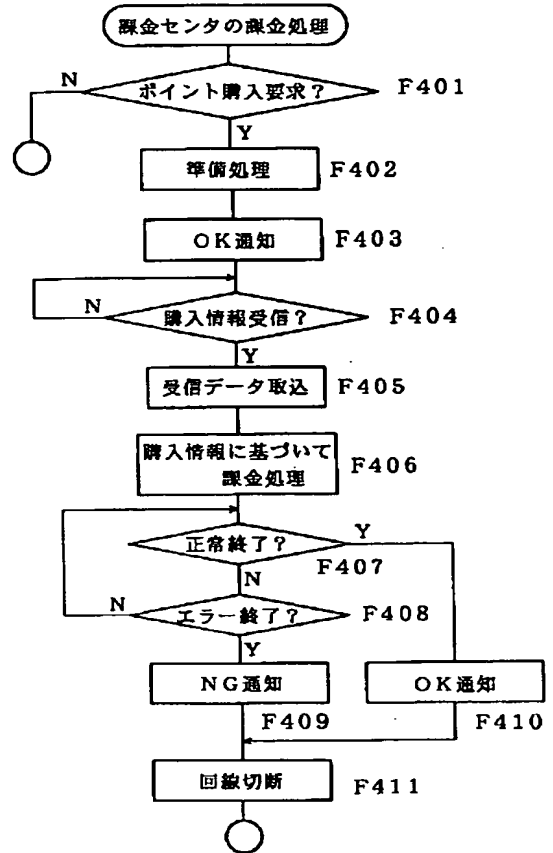 課金センタの課金処理
N
ポイント購入要求？
F401
Y
準備処理
F402
OK通知
F403
N
購入情報受信？
F404
Y
受信データ取込
F405
購入情報に基づいて
課金処理
F406
正常終了？
Y
F407
N
N
エラー終了？
F408
Y
NG通知
OK通知
F409
F410
回線切断
F411